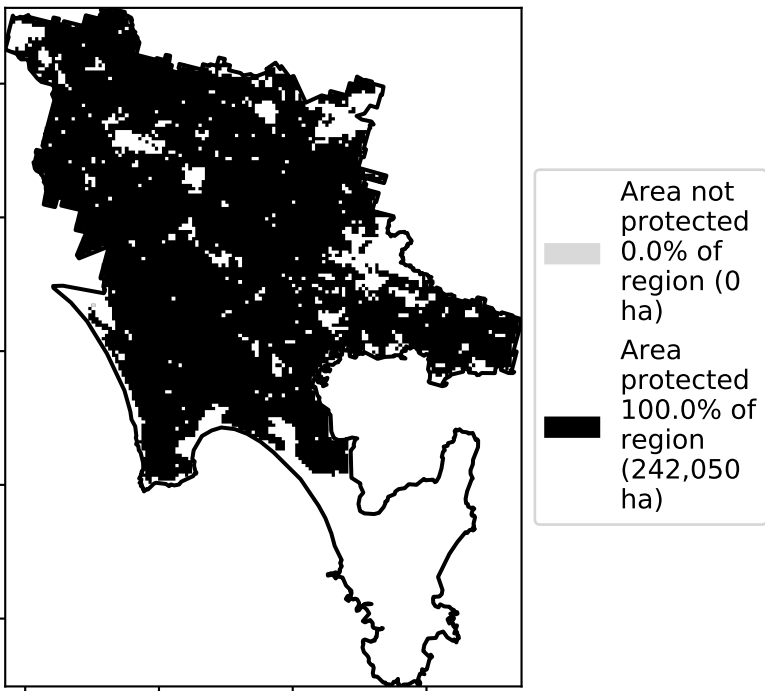 Area not
protected
0.0% of
region (0
ha)
Area
protected
100.0% of
region
(242,050
ha)